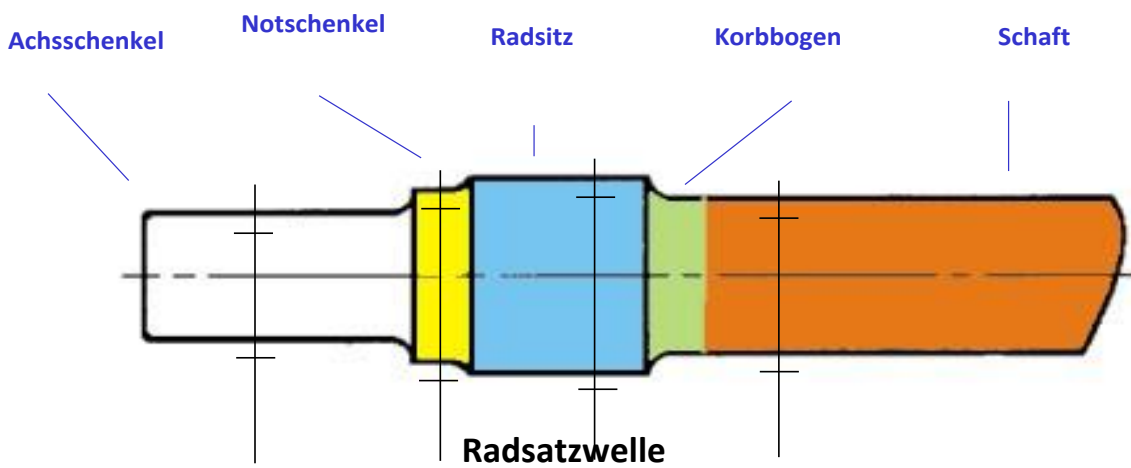 Achsschenkel
Notschenkel
Radsitz
Korbbogen
Schaft
Radsatzwelle